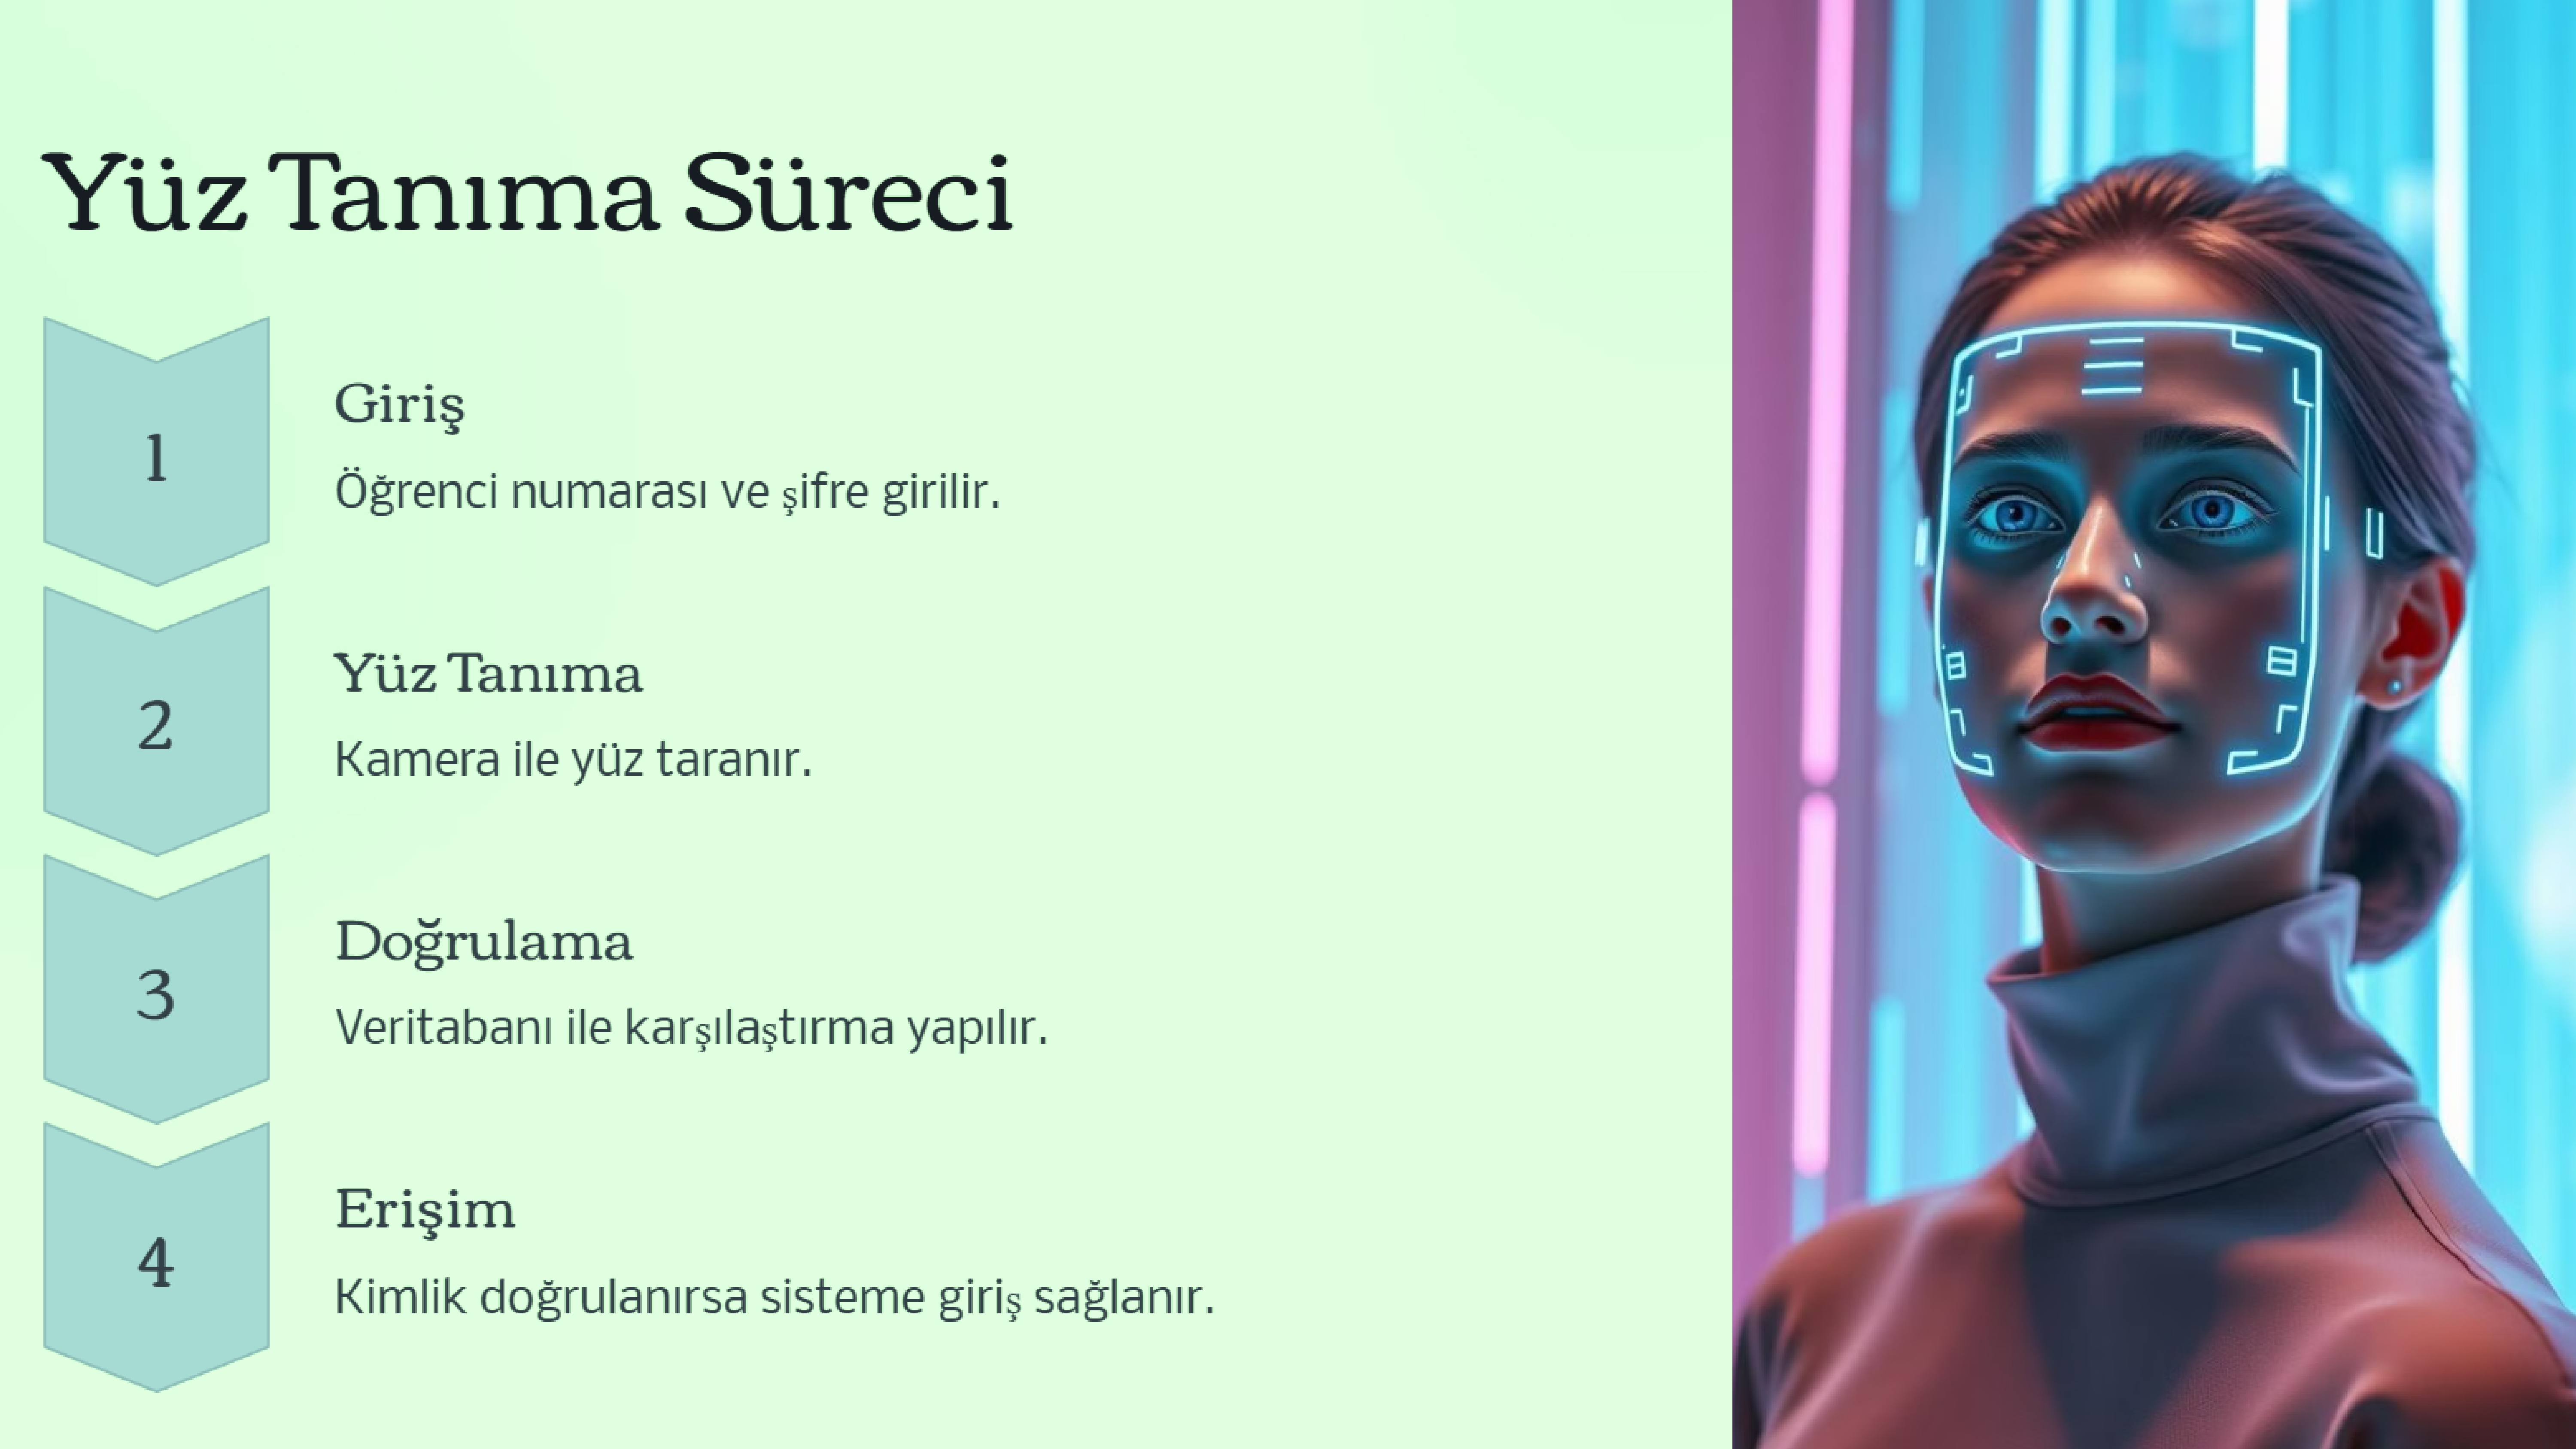 Yüz Tanıma Süreci
1
Giriş
Öğrenci numarası ve şifre girilir.
2
Yüz Tanıma
Kamera ile yüz taranır.
3
Doğrulama
Veritabanı ile karşılaştırma yapılır.
4
Erişim
Kimlik doğrulanırsa sisteme giriş sağlanır.